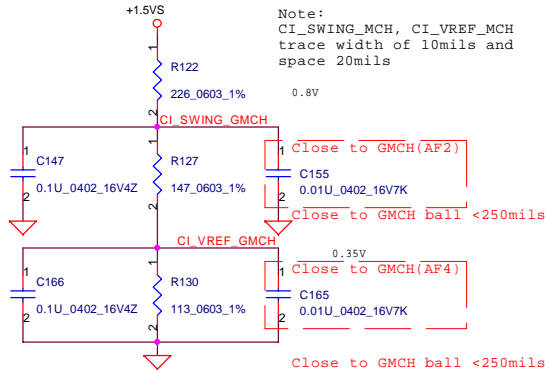 +1.5VS
Note:
CI_SWING_MCH, CI_VREF_MCH
trace width of 10mils and
space 20mils
1
R122
226_0603_1%
2
0.8V
CI_SWING_GMCH
1
C147
0.1U_0402_16V4Z
2
1
R127
147_0603_1%
2
Close to GMCH(AF2)
1
C155
0.01U_0402_16V7K
2
Close to GMCH ball <250mils
CI_VREF_GMCH
0.35V
1
C166
0.1U_0402_16V4Z
2
1
R130
113_0603_1%
2
Close to GMCH(AF4)
1
C165
0.01U_0402_16V7K
2
Close to GMCH ball <250mils